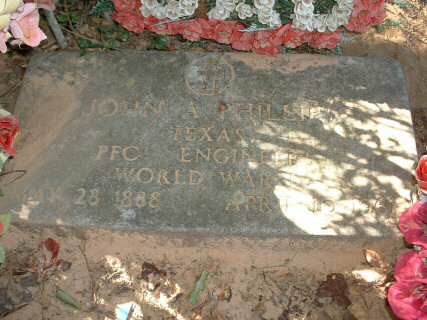 JOHN A PHILLIPS
TEXAS
PFC ENGINEERS
WORLD WAR
28 1888 APRIL